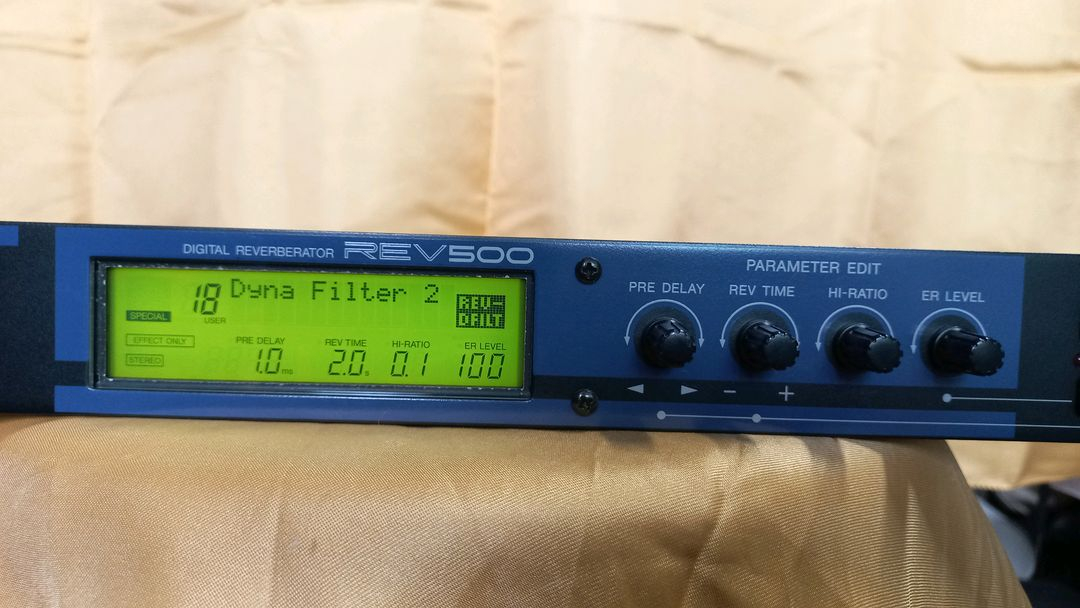 DIGITAL REVERBERATOR REV500
18 Dyna Filter 2
SPECIAL
USER
EFFECT ONLY
STEREO
PRE DELAY REV TIME HI-RATIO ER LEVEL
1.0 ms 2.0 s 0.1 100
PARAMETER EDIT
PRE DELAY REV TIME HI-RATIO ER LEVEL
− +